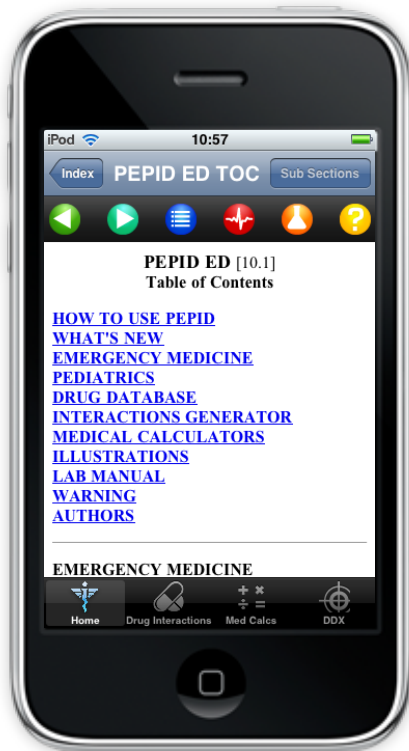 iPod 10:57
Index PEPID ED TOC Sub Sections
?
PEPID ED [10.1]
Table of Contents
HOW TO USE PEPID
WHAT'S NEW
EMERGENCY MEDICINE
PEDIATRICS
DRUG DATABASE
INTERACTIONS GENERATOR
MEDICAL CALCULATORS
ILLUSTRATIONS
LAB MANUAL
WARNING
AUTHORS
EMERGENCY MEDICINE
Home Drug Interactions Med Calcs DDX